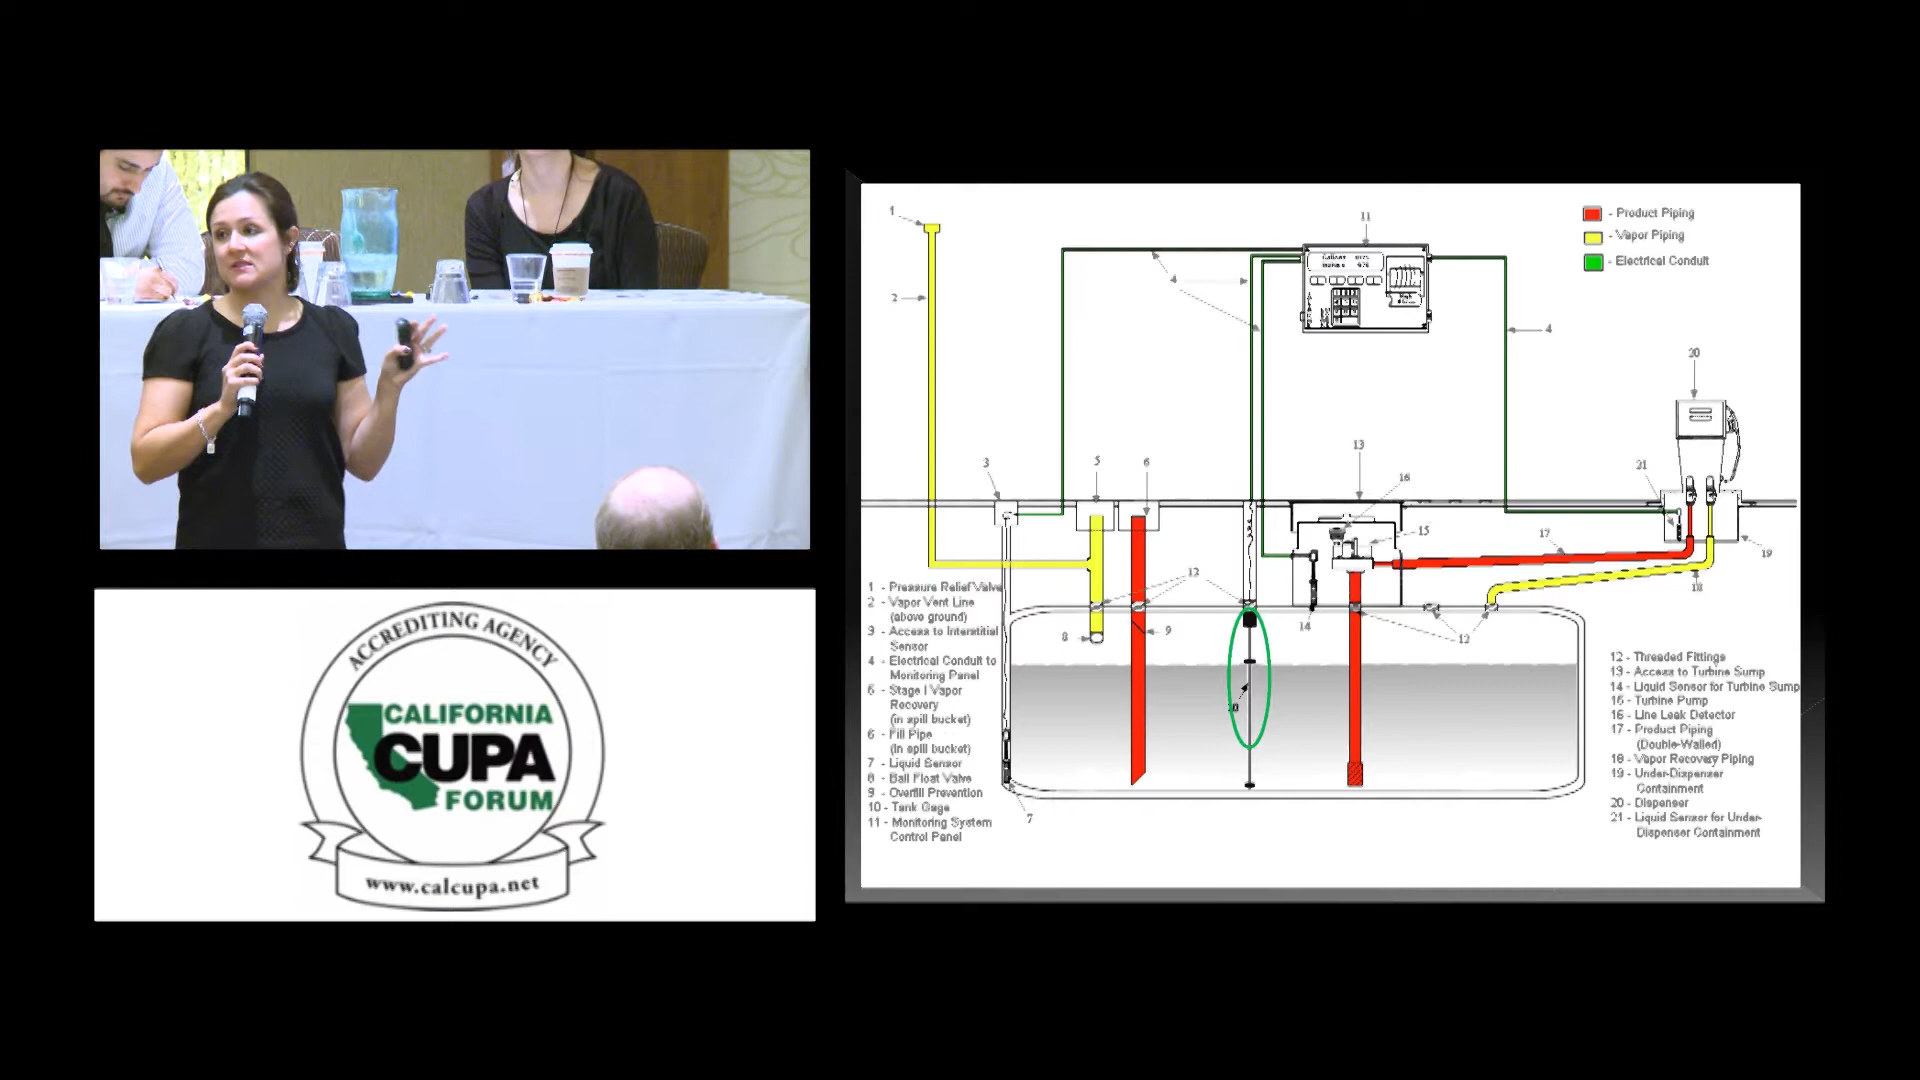 ACCREDITING AGENCY
CALIFORNIA
CUPA
FORUM
www.calcupa.net
- Product Piping
- Vapor Piping
- Electrical Conduit
1
2
3
4
4
5
6
7
8
9
11
12
12
13
14
15
16
17
18
19
20
21
1 - Pressure Relief Valve
2 - Vapor Vent Line
(above ground)
3 - Access to Interstitial
Sensor
4 - Electrical Conduit to
Monitoring Panel
5 - Stage I Vapor
Recovery
(in spill bucket)
6 - Fill Pipe
(in spill bucket)
7 - Liquid Sensor
8 - Ball Float Valve
9 - Overfill Prevention
10 - Tank Gage
11 - Monitoring System
Control Panel
12 - Threaded Fittings
13 - Access to Turbine Sump
14 - Liquid Sensor for Turbine Sump
15 - Turbine Pump
16 - Line Leak Detector
17 - Product Piping
(Double-Walled)
18 - Vapor Recovery Piping
19 - Under-Dispenser
Containment
20 - Dispenser
21 - Liquid Sensor for Under-
Dispenser Containment